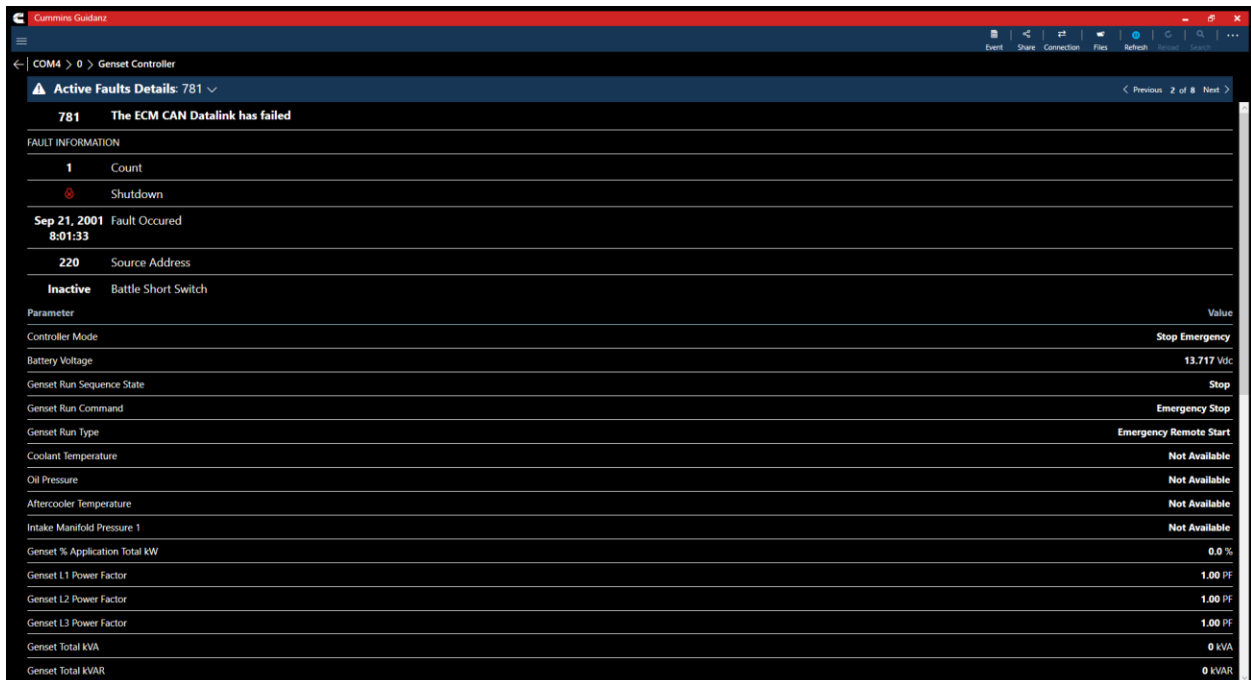 Cummins Guidanz
Event Share Connection Files Refresh Reload Search
COM4 > 0 > Genset Controller
Active Faults Details: 781
< Previous 2 of 8 Next >
781 The ECM CAN Datalink has failed
FAULT INFORMATION
1 Count
Shutdown
Sep 21, 2001 Fault Occured
8:01:33
220 Source Address
Inactive Battle Short Switch
Parameter Value
Controller Mode Stop Emergency
Battery Voltage 13.717 Vdc
Genset Run Sequence State Stop
Genset Run Command Emergency Stop
Genset Run Type Emergency Remote Start
Coolant Temperature Not Available
Oil Pressure Not Available
Aftercooler Temperature Not Available
Intake Manifold Pressure 1 Not Available
Genset % Application Total kW 0.0 %
Genset L1 Power Factor 1.00 PF
Genset L2 Power Factor 1.00 PF
Genset L3 Power Factor 1.00 PF
Genset Total kVA 0 kVA
Genset Total kVAR 0 kVAR